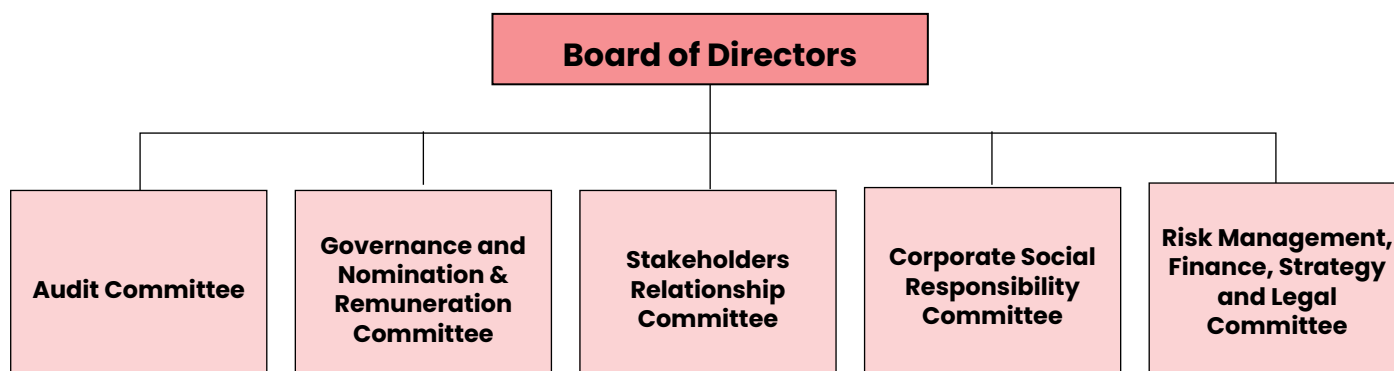 Board of Directors
Audit Committee
Governance and
Nomination &
Remuneration
Committee
Stakeholders
Relationship
Committee
Corporate Social
Responsibility
Committee
Risk Management,
Finance, Strategy
and Legal
Committee